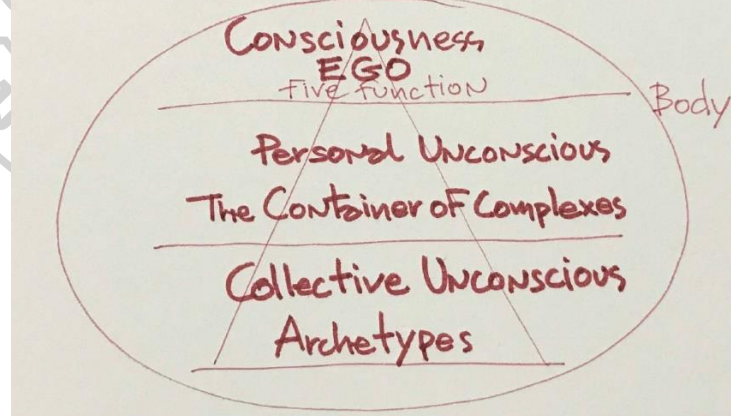 Consciousness
EGO
Five function
Body
Personal Unconscious
The Container of Complexes
Collective Unconscious
Archetypes